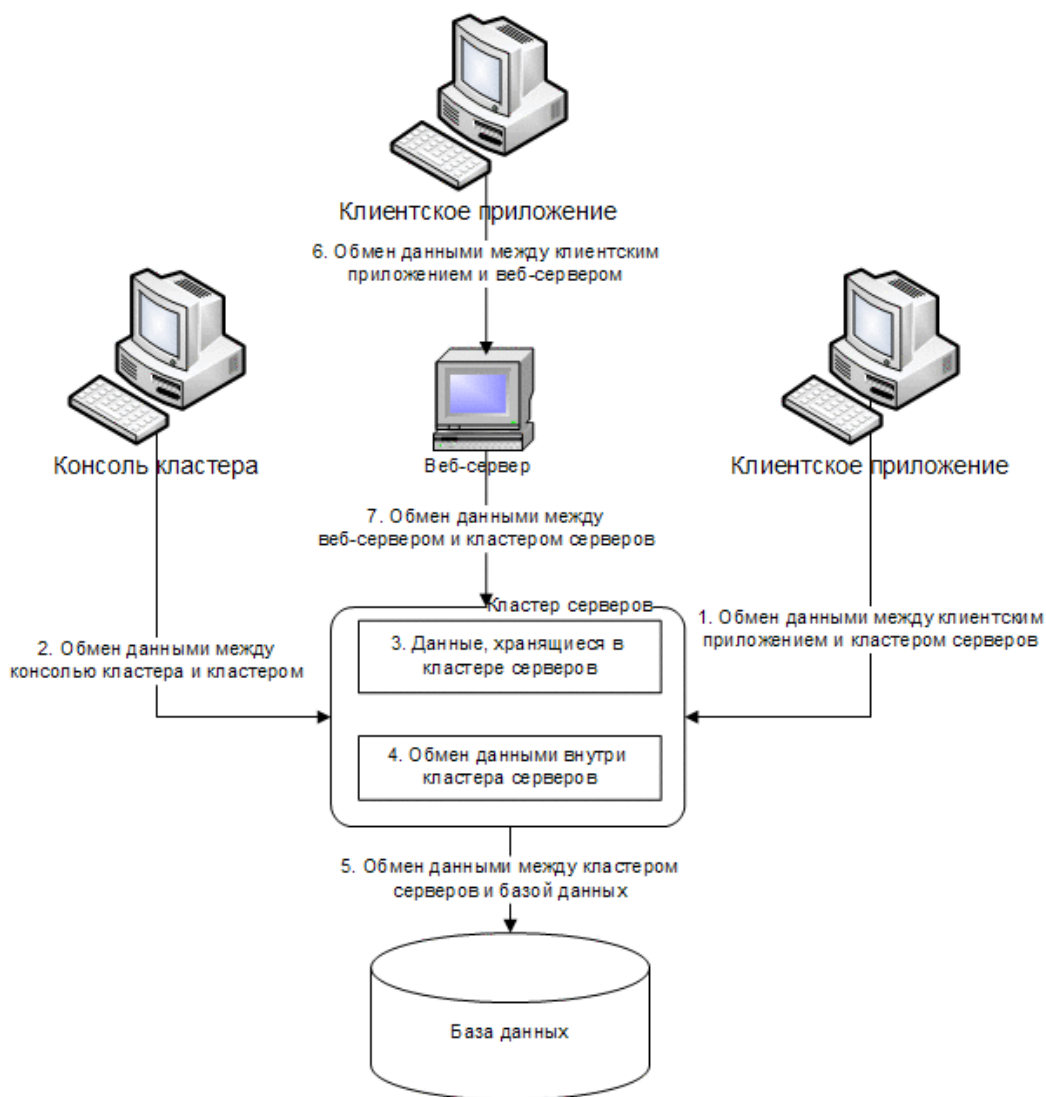 Клиентское приложение
6. Обмен данными между клиентским
приложением и веб-сервером
Консоль кластера
Веб-сервер
Клиентское приложение
7. Обмен данными между
веб-сервером и кластером серверов
Кластер серверов
1. Обмен данными между клиентским
приложением и кластером серверов
2. Обмен данными между
консолью кластера и кластером
3. Данные, хранящиеся в
кластере серверов
4. Обмен данными внутри
кластера серверов
5. Обмен данными между кластером
серверов и базой данных
База данных